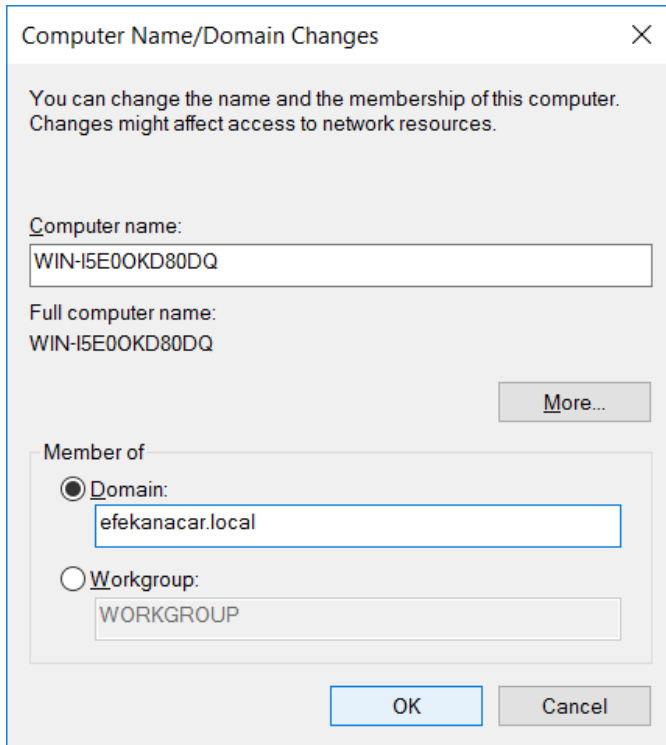 Computer Name/Domain Changes
You can change the name and the membership of this computer.
Changes might affect access to network resources.
Computer name:
WIN-I5E0OKD80DQ
Full computer name:
WIN-I5E0OKD80DQ
More...
Member of
Domain:
efekanacar.local
Workgroup:
WORKGROUP
OK
Cancel